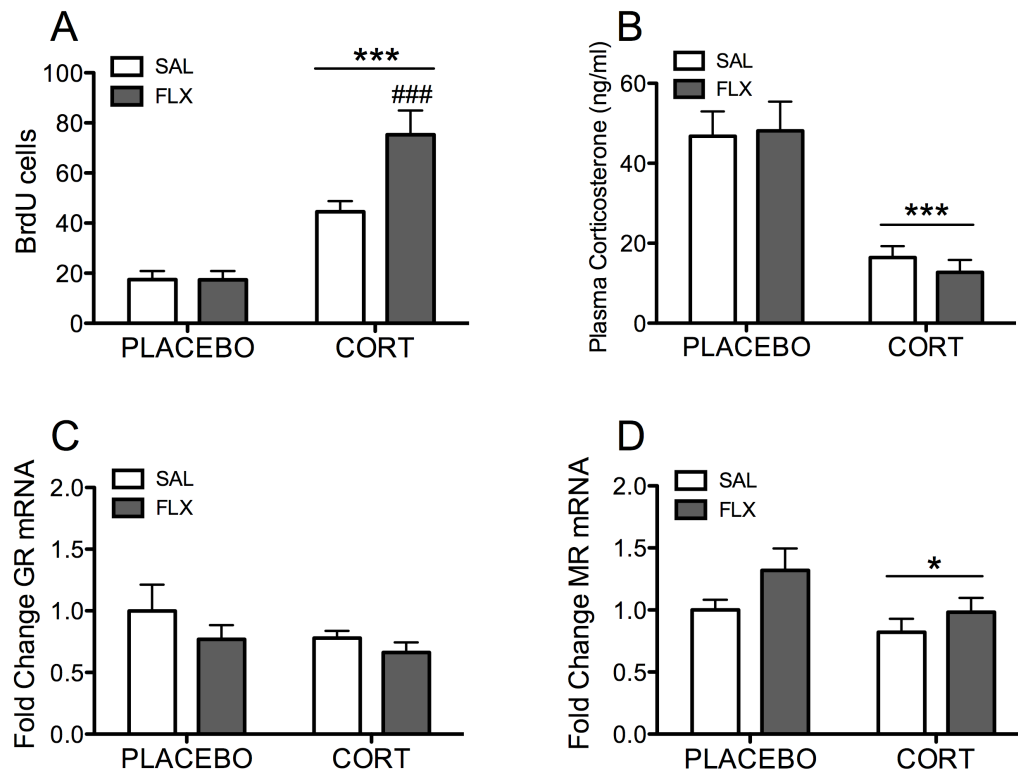 A
***
100
SAL
FLX
###
80
60
40
20
0
BrdU cells
PLACEBO
CORT
B
SAL
FLX
60
40
20
0
***
Plasma Corticosterone (ng/ml)
PLACEBO
CORT
C
SAL
FLX
2.0
1.5
1.0
0.5
0.0
Fold Change GR mRNA
PLACEBO
CORT
D
SAL
FLX
2.0
1.5
1.0
0.5
0.0
*
Fold Change MR mRNA
PLACEBO
CORT